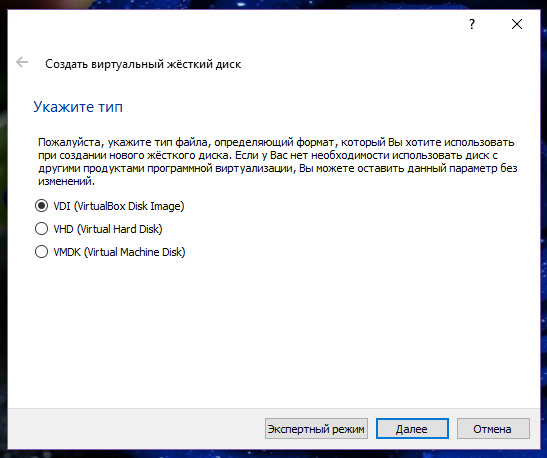 ?
Создать виртуальный жёсткий диск
Укажите тип
Пожалуйста, укажите тип файла, определяющий формат, который Вы хотите использовать
при создании нового жёсткого диска. Если у Вас нет необходимости использовать диск с
другими продуктами программной виртуализации, Вы можете оставить данный параметр без
изменений.
VDI (VirtualBox Disk Image)
VHD (Virtual Hard Disk)
VMDK (Virtual Machine Disk)
Экспертный режим Далее Отмена